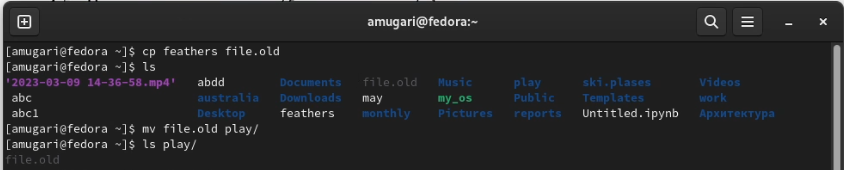 amugari@fedora:~
[amugari@fedora ~]$ cp feathers file.old
[amugari@fedora ~]$ ls
'2023-03-09 14-36-58.mp4' abdd Documents file.old Music play ski.plases Videos
abc australia Downloads may my_os Public Templates work
abc1 Desktop feathers monthly Pictures reports Untitled.ipynb Архитектура
[amugari@fedora ~]$ mv file.old play/
[amugari@fedora ~]$ ls play/
file.old